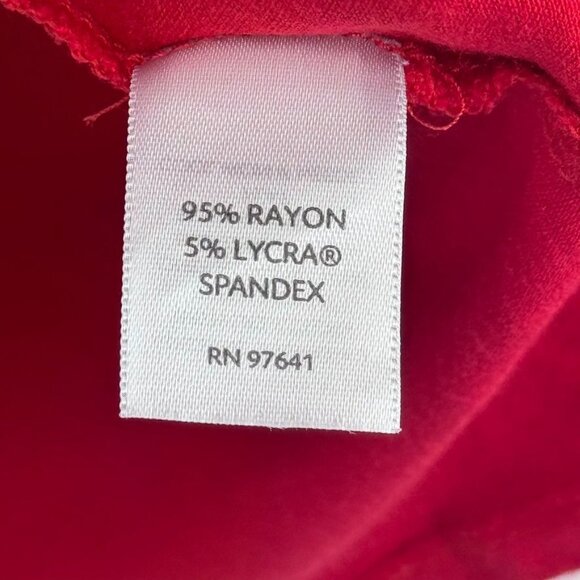 95% RAYON
5% LYCRA®
SPANDEX
RN 97641